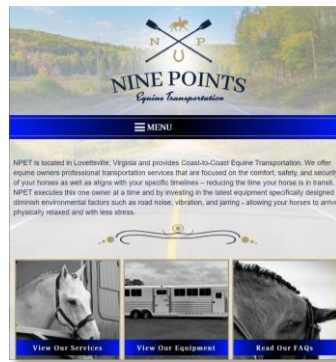 N P
NINE POINTS
Equine Transportation
MENU
NPET is located in Lovettsville, Virginia and provides Coast-to-Coast Equine Transportation. We offer
equine owners professional transportation services that are focused on the comfort, safety, and security
of your horses as well as aligns with your specific timelines – reducing the time your horse is in transit.
NPET executes this one owner at a time and by investing in the latest equipment specifically designed
diminish environmental factors such as road noise, vibration, and jarring - allowing your horses to arrive
physically relaxed and with less stress.
View Our Services View Our Equipment Read Our FAQs